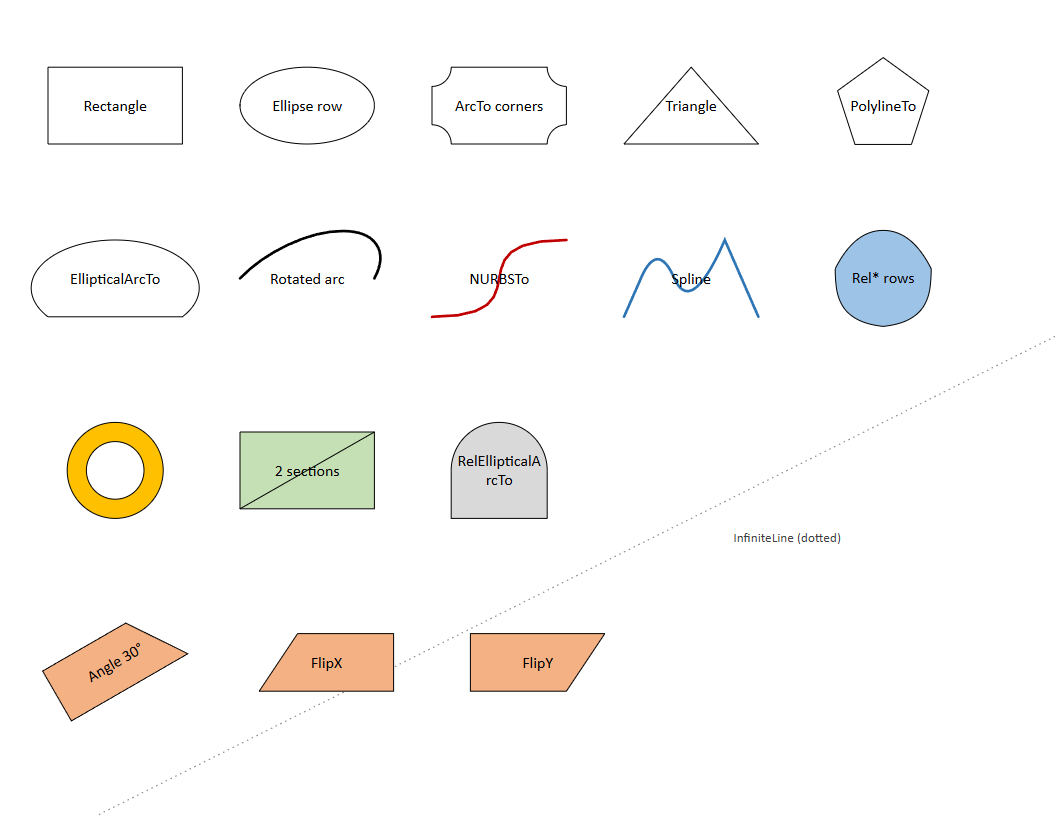 Rectangle
Ellipse row
ArcTo corners
Triangle
PolylineTo
EllipticalArcTo
Rotated arc
NURBSTo
Spline
Rel* rows
2 sections
RelEllipticalA
rcTo
InfiniteLine (dotted)
Angle 30°
FlipX
FlipY